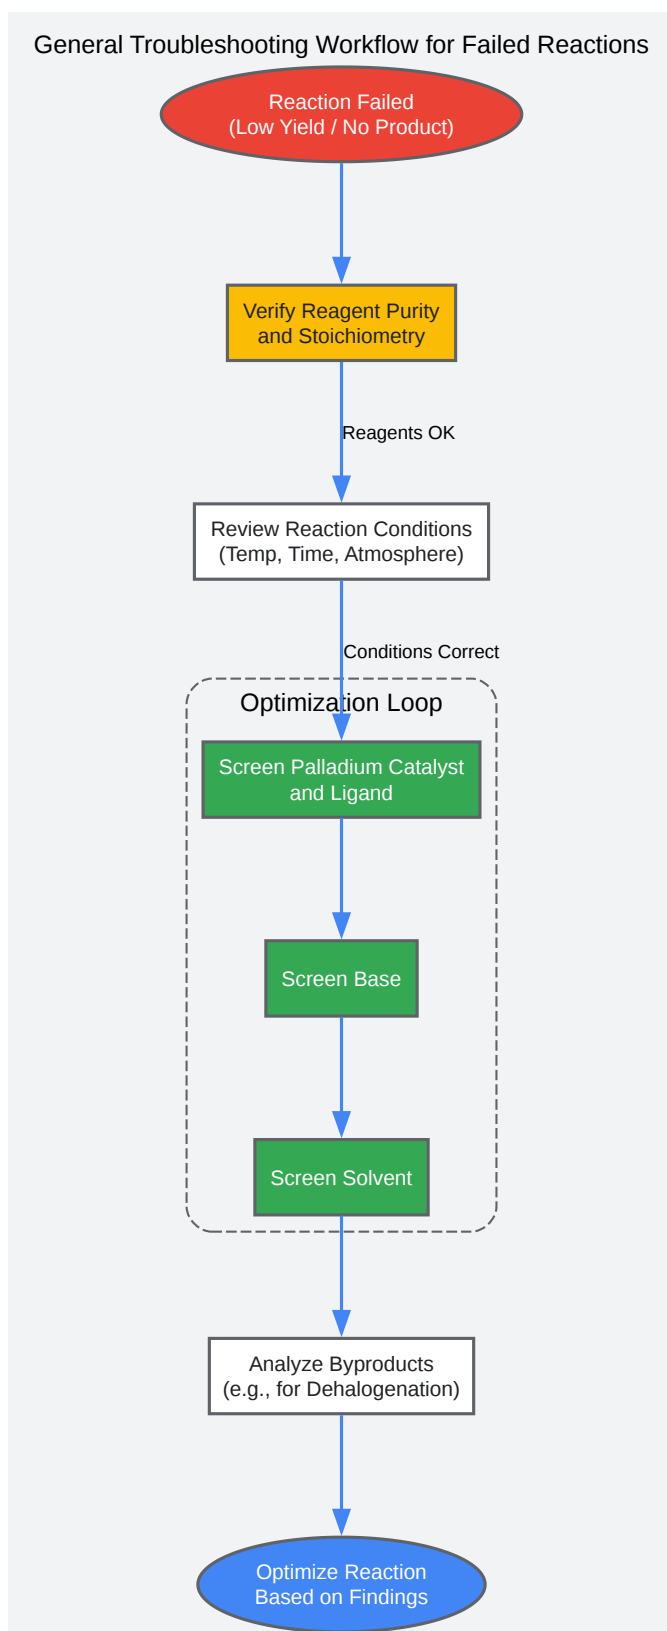 General Troubleshooting Workflow for Failed Reactions
Reaction Failed
(Low Yield / No Product)
Verify Reagent Purity
and Stoichiometry
Reagents OK
Review Reaction Conditions
(Temp, Time, Atmosphere)
Conditions Correct
Optimization Loop
Screen Palladium Catalyst
and Ligand
Screen Base
Screen Solvent
Analyze Byproducts
(e.g., for Dehalogenation)
Optimize Reaction
Based on Findings